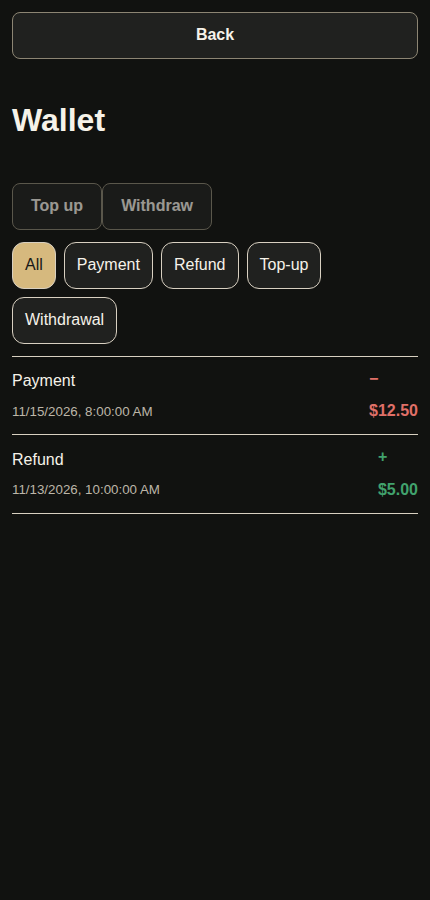 Back
Wallet
Top up Withdraw
All Payment Refund Top-up
Withdrawal
Payment −
11/15/2026, 8:00:00 AM $12.50
Refund +
11/13/2026, 10:00:00 AM $5.00